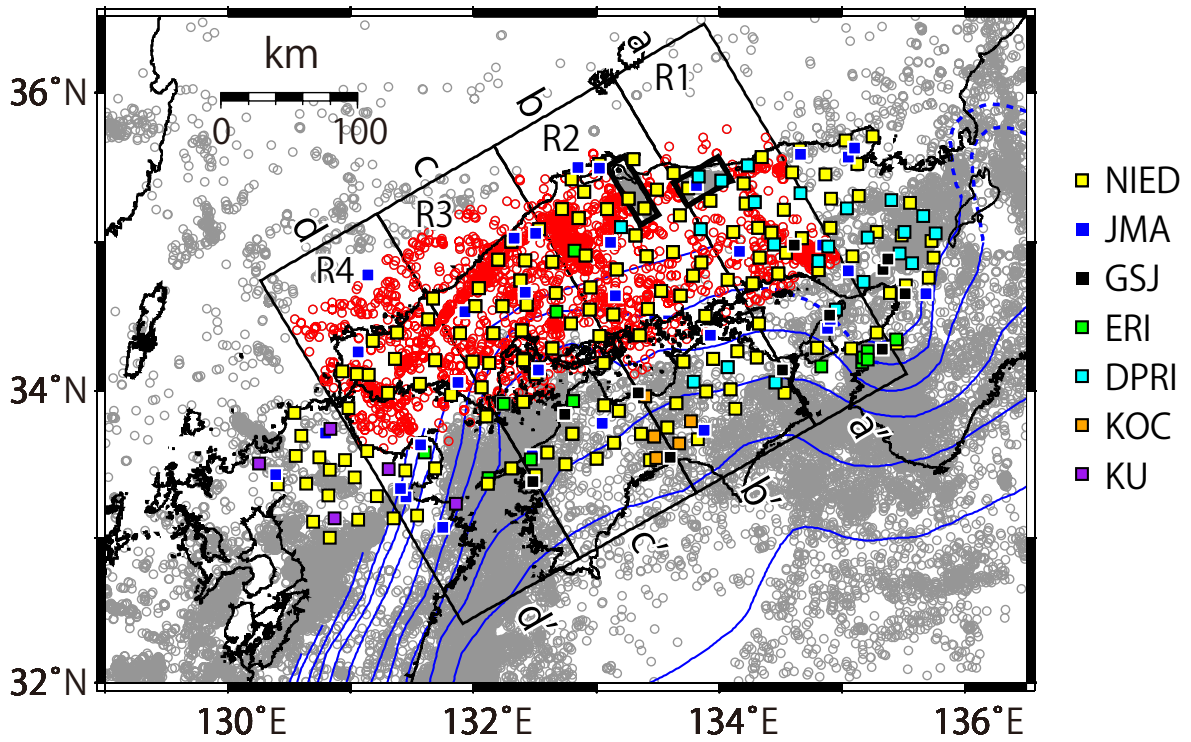 km
0 100
36°N
34°N
32°N
130°E
132°E
134°E
136°E
R1
R2
R3
R4
a
b
c
d
a'
b'
c'
d'
NIED
JMA
GSJ
ERI
DPRI
KOC
KU